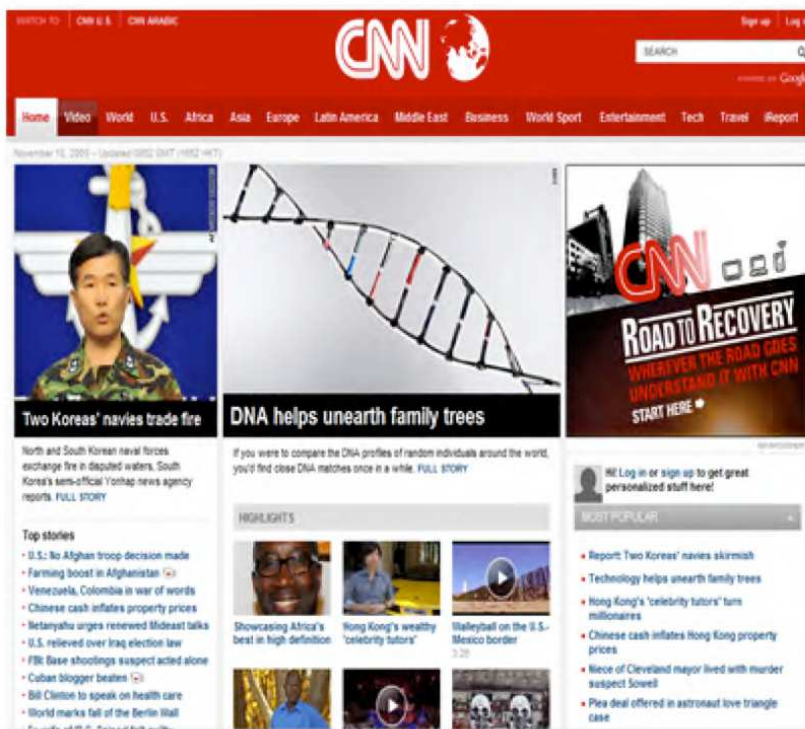 CNN U.S. CNN ARABIC
Sign up Log
CNN
SEARCH
Google
Home Video World U.S. Africa Asia Europe Latin America Middle East Business World Sport Entertainment Tech Travel iReport
Two Koreas' navies trade fire
North and South Korean naval forces
exchange fire in disputed waters, South
Korea's semi-official Yonhap news agency
reports. FULL STORY
Top stories
U.S.: No Afghan troop decision made
Farming boost in Afghanistan
Venezuela, Colombia in war of words
Chinese cash inflates property prices
Netanyahu urges renewed Mideast talks
U.S. relieved over Iraq election law
FBI: Base shootings suspect acted alone
Cuban blogger beaten
Bill Clinton to speak on health care
World marks fall of the Berlin Wall
DNA helps unearth family trees
If you were to compare the DNA profiles of random individuals around the world,
you'd find close DNA matches once in a while. FULL STORY
HIGHLIGHTS
Showcasing Africa's
best in high definition
Hong Kong's wealthy
'celebrity tutors'
Walleyball on the U.S.-
Mexico border
3:28
CNN
ROAD TO RECOVERY
WHEREVER THE ROAD GOES
UNDERSTAND IT WITH CNN
START HERE
Hi! Log in or sign up to get great
personalized stuff here!
MOST POPULAR
Report: Two Koreas' navies skirmish
Technology helps unearth family trees
Hong Kong's 'celebrity tutors' turn
millionaires
Chinese cash inflates Hong Kong property
prices
Niece of Cleveland mayor lived with murder
suspect Sowell
Plea deal offered in astronaut love triangle
case